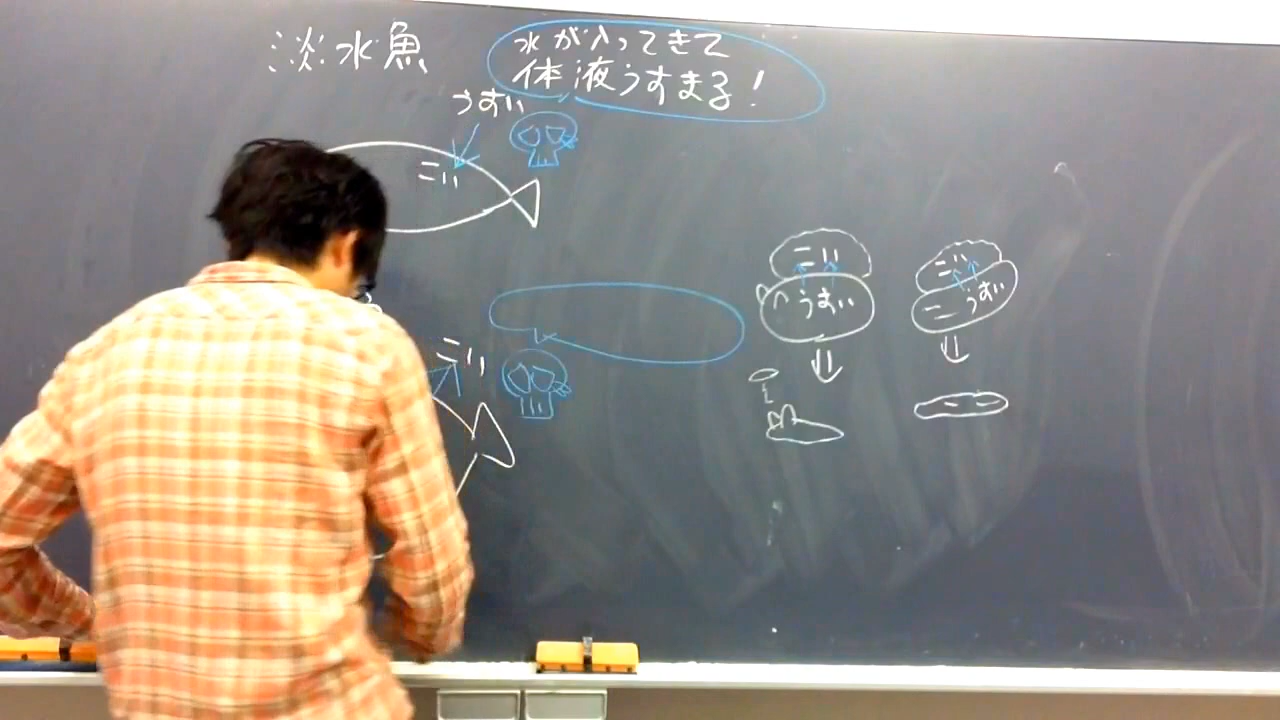 淡水魚
水が入ってきて
体液うすまる!
うすい
こい
こい
こい
うすい
こい
うすい